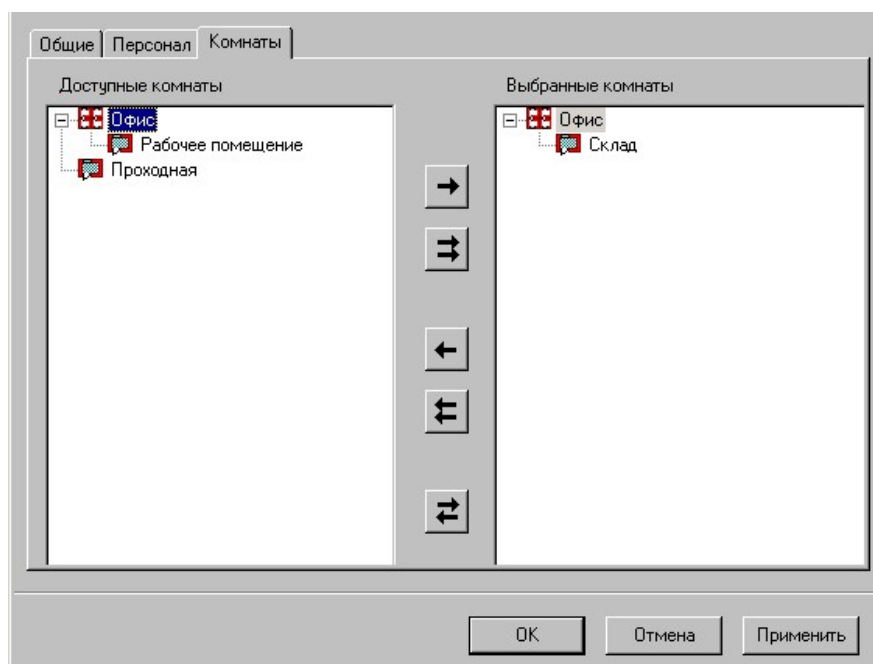 Общие Персонал Комнаты
Доступные комнаты
Офис
Рабочее помещение
Проходная
Выбранные комнаты
Офис
Склад
OK Отмена Применить